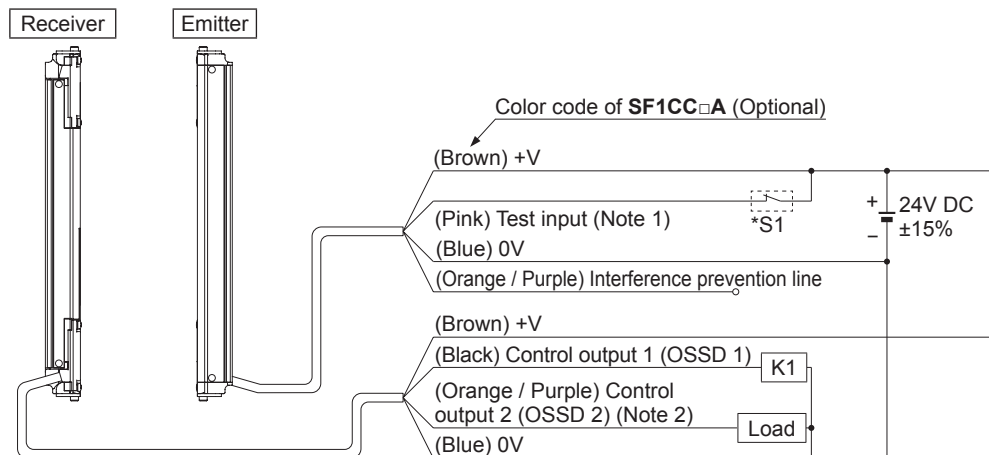 Receiver
Emitter
Color code of SF1CC□A (Optional)
(Brown) +V
(Pink) Test input (Note 1)
*S1
+
−
24V DC
±15%
(Blue) 0V
(Orange / Purple) Interference prevention line
(Brown) +V
(Black) Control output 1 (OSSD 1)
K1
(Orange / Purple) Control
output 2 (OSSD 2) (Note 2)
Load
(Blue) 0V